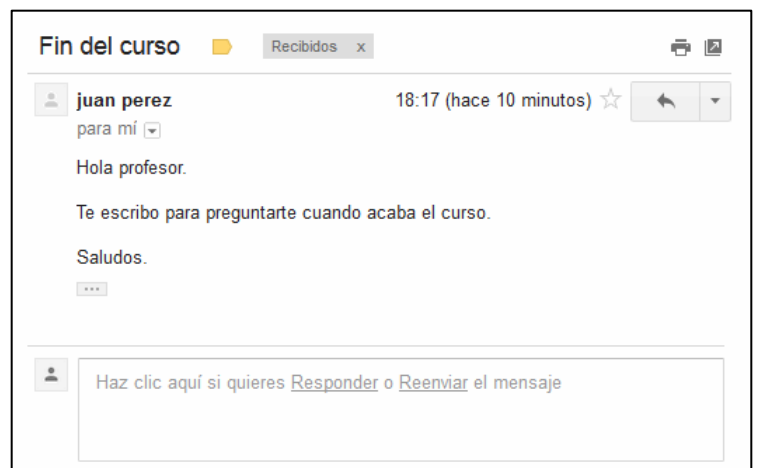 Fin del curso Recibidos x
juan perez 18:17 (hace 10 minutos)
para mí
Hola profesor.
Te escribo para preguntarte cuando acaba el curso.
Saludos.
...
Haz clic aquí si quieres Responder o Reenviar el mensaje